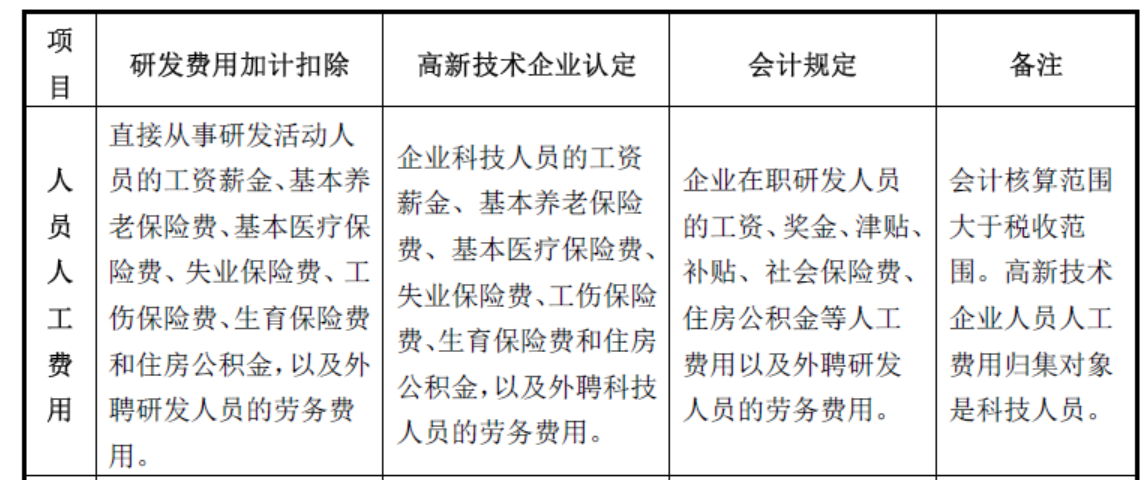 项
目
研发费用加计扣除
高新技术企业认定
会计规定
备注
人
员
人
工
费
用
直接从事研发活动人
员的工资薪金、基本养
老保险费、基本医疗保
险费、失业保险费、工
伤保险费、生育保险费
和住房公积金，以及外
聘研发人员的劳务费
用。
企业科技人员的工资
薪金、基本养老保险
费、基本医疗保险费、
失业保险费、工伤保险
费、生育保险费和住房
公积金，以及外聘科技
人员的劳务费用。
企业在职研发人员
的工资、奖金、津贴、
补贴、社会保险费、
住房公积金等人工
费用以及外聘研发
人员的劳务费用。
会计核算范围
大于税收范
围。高新技术
企业人员人工
费用归集对象
是科技人员。